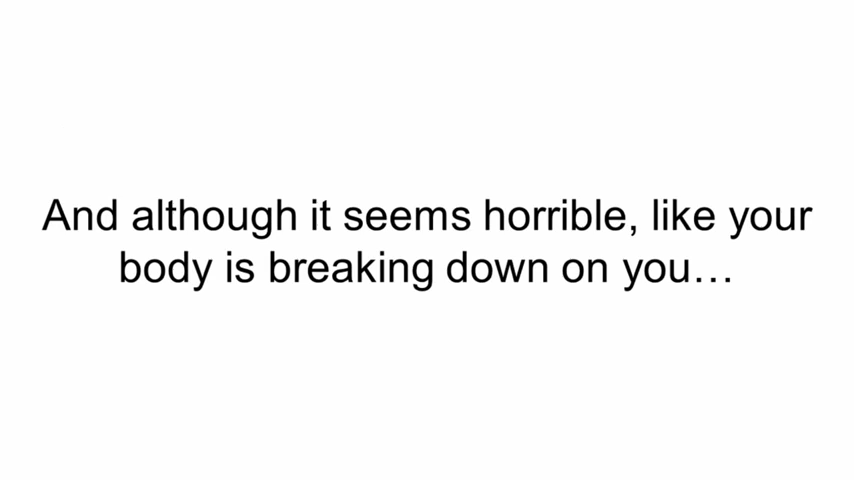 And although it seems horrible, like your
body is breaking down on you…